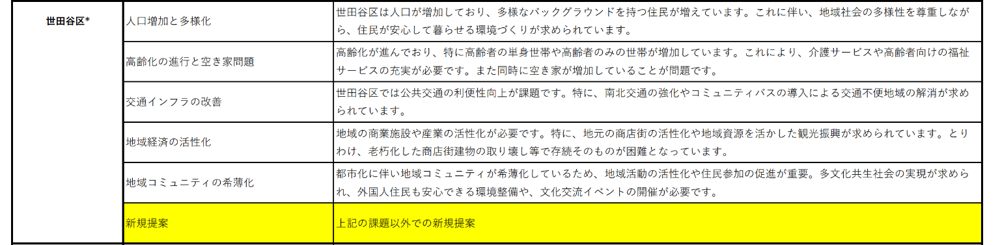 世田谷区*
人口増加と多様化
世田谷区は人口が増加しており、多様なバックグラウンドを持つ住民が増えています。これに伴い、地域社会の多様性を尊重しなが
ら、住民が安心して暮らせる環境づくりが求められています。
高齢化の進行と空き家問題
高齢化が進んでおり、特に高齢者の単身世帯や高齢者のみの世帯が増加しています。これにより、介護サービスや高齢者向けの福祉
サービスの充実が必要です。また同時に空き家が増加していることが問題です。
交通インフラの改善
世田谷区では公共交通の利便性向上が課題です。特に、南北交通の強化やコミュニティバスの導入による交通不便地域の解消が求め
られています。
地域経済の活性化
地域の商業施設や産業の活性化が必要です。特に、地元の商店街の活性化や地域資源を活かした観光振興が求められています。とり
わけ、老朽化した商店街建物の取り壊し等で存続そのものが困難となっています。
地域コミュニティの希薄化
都市化に伴い地域コミュニティが希薄化しているため、地域活動の活性化や住民参加の促進が重要。多文化共生社会の実現が求めら
れ、外国人住民も安心できる環境整備や、文化交流イベントの開催が必要です。
新規提案
上記の課題以外での新規提案